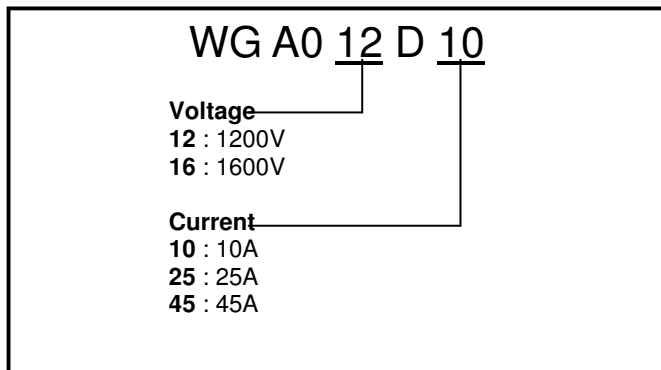 WG A0 12 D 10
Voltage
12 : 1200V
16 : 1600V
Current
10 : 10A
25 : 25A
45 : 45A